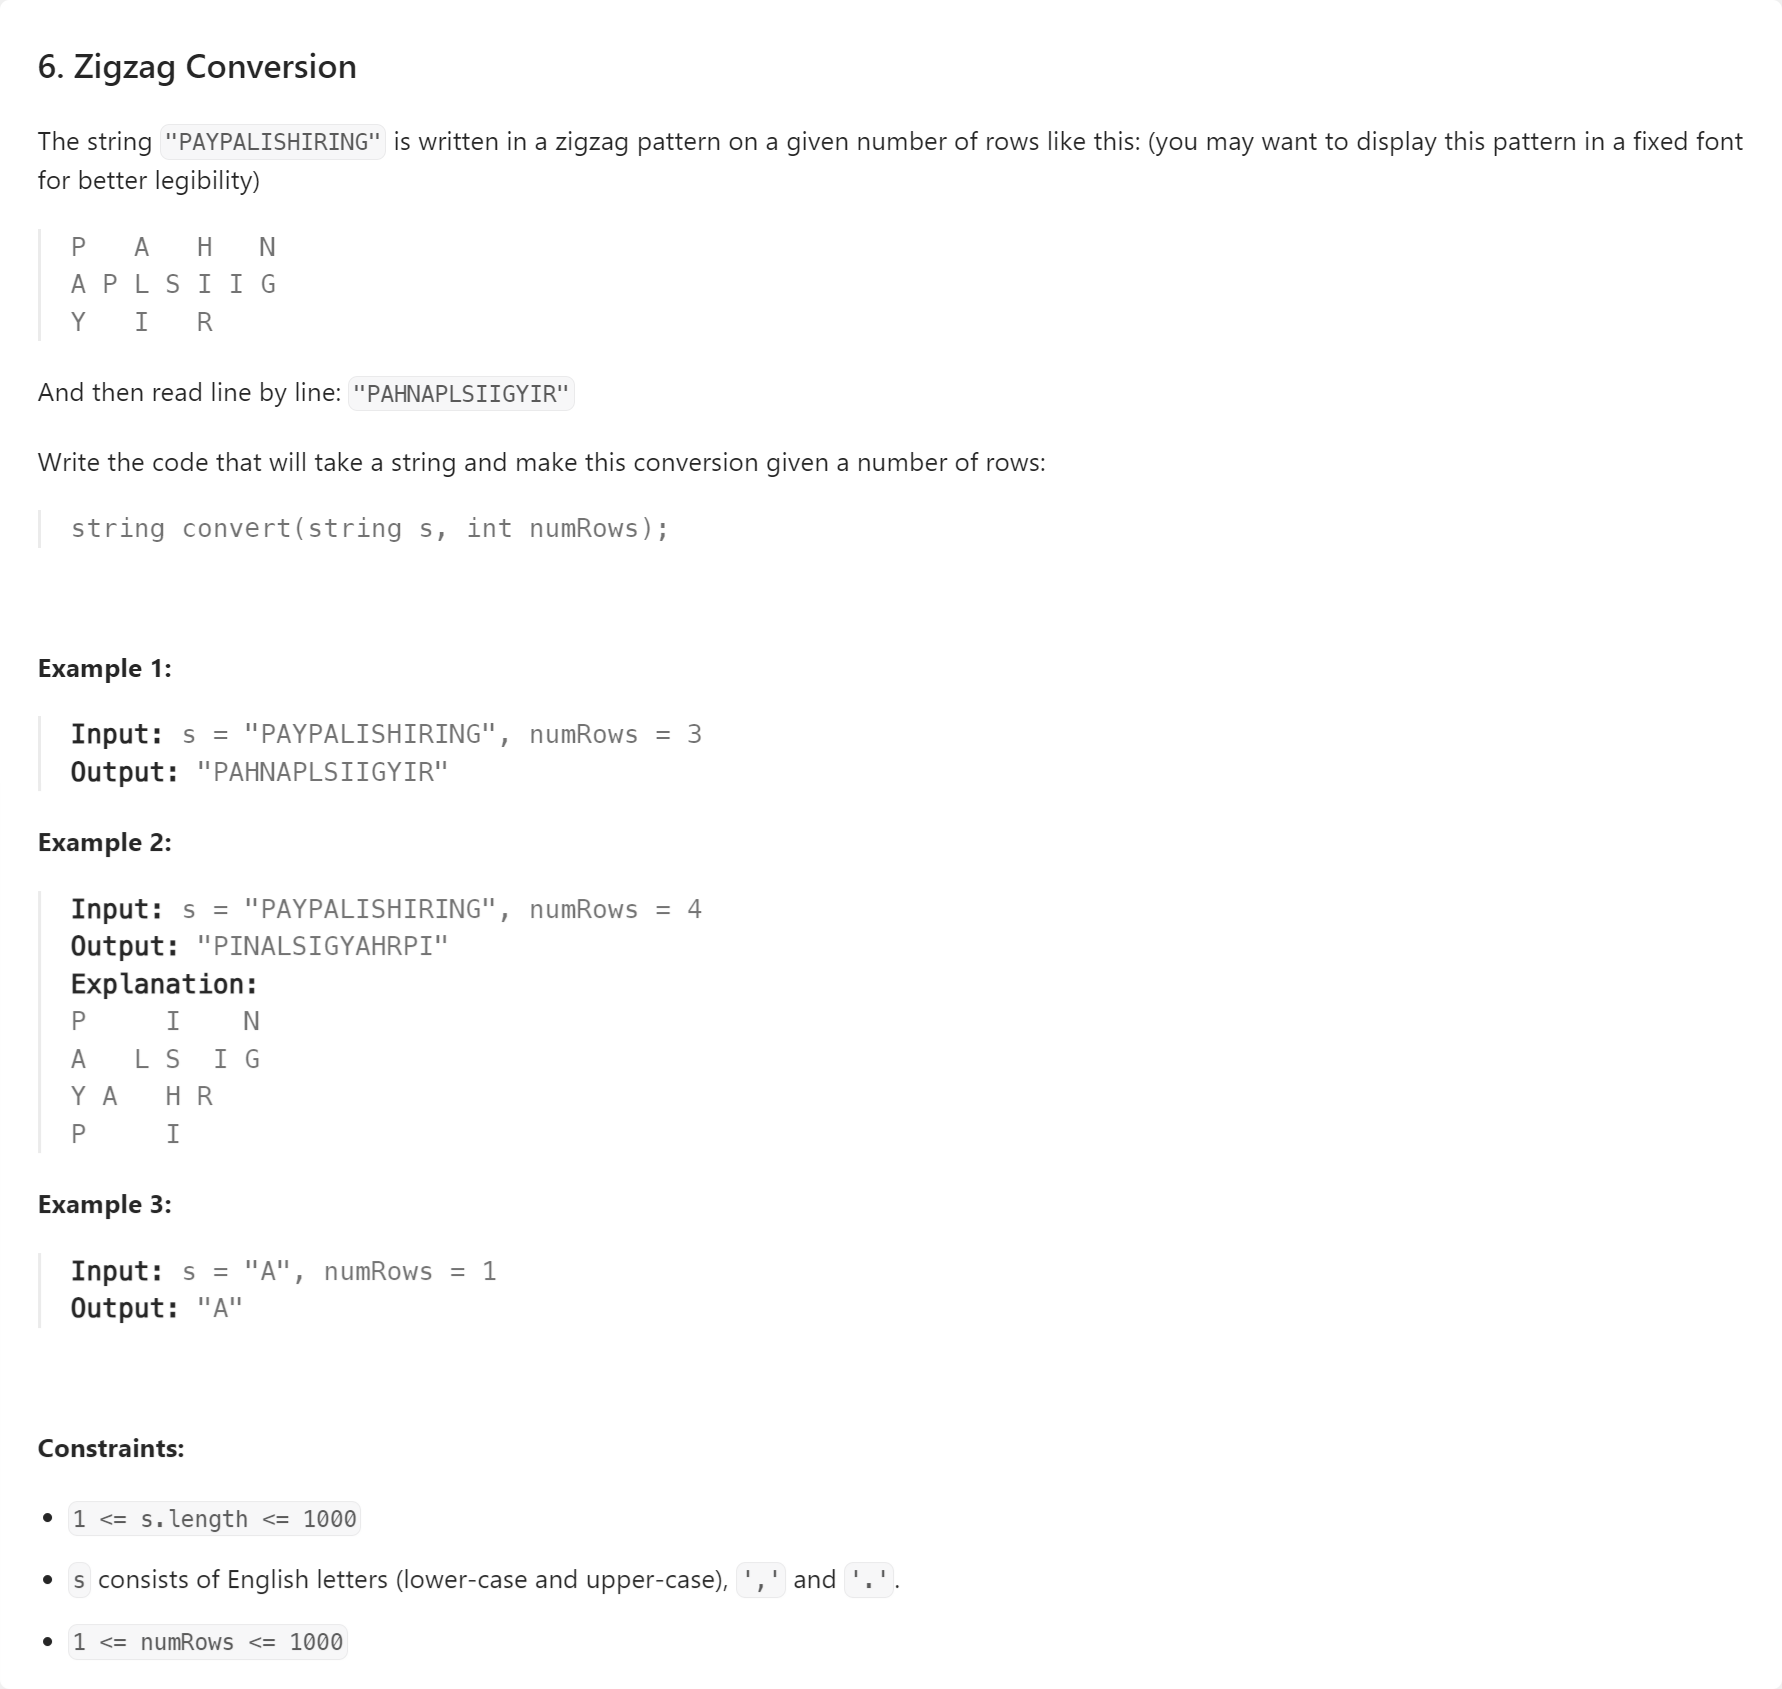 6. Zigzag Conversion
The string "PAYPALISHIRING" is written in a zigzag pattern on a given number of rows like this: (you may want to display this pattern in a fixed font
for better legibility)
P   A   H   N
A P L S I I G
Y   I   R
And then read line by line: "PAHNAPLSIIGYIR"
Write the code that will take a string and make this conversion given a number of rows:
string convert(string s, int numRows);
Example 1:
Input: s = "PAYPALISHIRING", numRows = 3
Output: "PAHNAPLSIIGYIR"
Example 2:
Input: s = "PAYPALISHIRING", numRows = 4
Output: "PINALSIGYAHRPI"
Explanation:
P     I    N
A   L S  I G
Y A   H R
P     I
Example 3:
Input: s = "A", numRows = 1
Output: "A"
Constraints:
• 1 <= s.length <= 1000
• s consists of English letters (lower-case and upper-case), ',' and '.'.
• 1 <= numRows <= 1000